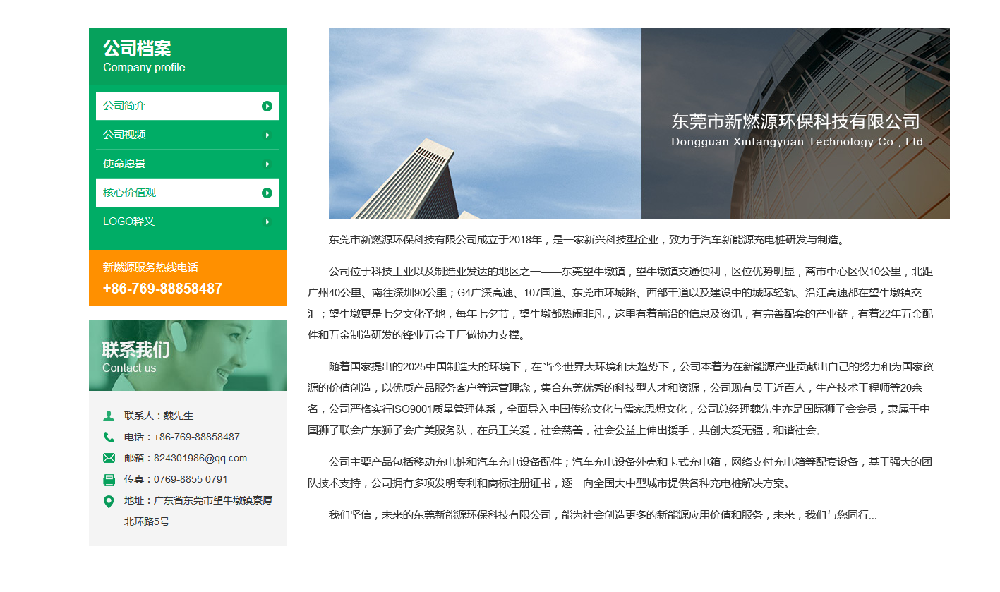 公司档案
Company profile
公司简介
公司视频
使命愿景
核心价值观
LOGO释义
新燃源服务热线电话
+86-769-88858487
联系我们
Contact us
联系人：魏先生
电话：+86-769-88858487
邮箱：824301986@qq.com
传真：0769-8855 0791
地址：广东省东莞市望牛墩镇寮厦
北环路5号
东莞市新燃源环保科技有限公司
Dongguan Xinfangyuan Technology Co., Ltd.
东莞市新燃源环保科技有限公司成立于2018年，是一家新兴科技型企业，致力于汽车新能源充电桩研发与制造。
公司位于科技工业以及制造业发达的地区之一——东莞望牛墩镇，望牛墩镇交通便利，区位优势明显，离市中心区仅10公里，北距
广州40公里、南往深圳90公里；G4广深高速、107国道、东莞市环城路、西部干道以及建设中的城际轻轨、沿江高速都在望牛墩镇交
汇；望牛墩更是七夕文化圣地，每年七夕节，望牛墩都热闹非凡，这里有着前沿的信息及资讯，有完善配套的产业链，有着22年五金配
件和五金制造研发的锋业五金工厂做协力支撑。
随着国家提出的2025中国制造大的环境下，在当今世界大环境和大趋势下，公司本着为在新能源产业贡献出自己的努力和为国家资
源的价值创造，以优质产品服务客户等运营理念，集合东莞优秀的科技型人才和资源，公司现有员工近百人，生产技术工程师等20余
名，公司严格实行ISO9001质量管理体系，全面导入中国传统文化与儒家思想文化，公司总经理魏先生亦是国际狮子会会员，隶属于中
国狮子联会广东狮子会广美服务队，在员工关爱，社会慈善，社会公益上伸出援手，共创大爱无疆，和谐社会。
公司主要产品包括移动充电桩和汽车充电设备配件；汽车充电设备外壳和卡式充电箱，网络支付充电箱等配套设备，基于强大的团
队技术支持，公司拥有多项发明专利和商标注册证书，逐一向全国大中型城市提供各种充电桩解决方案。
我们坚信，未来的东莞新能源环保科技有限公司，能为社会创造更多的新能源应用价值和服务，未来，我们与您同行...